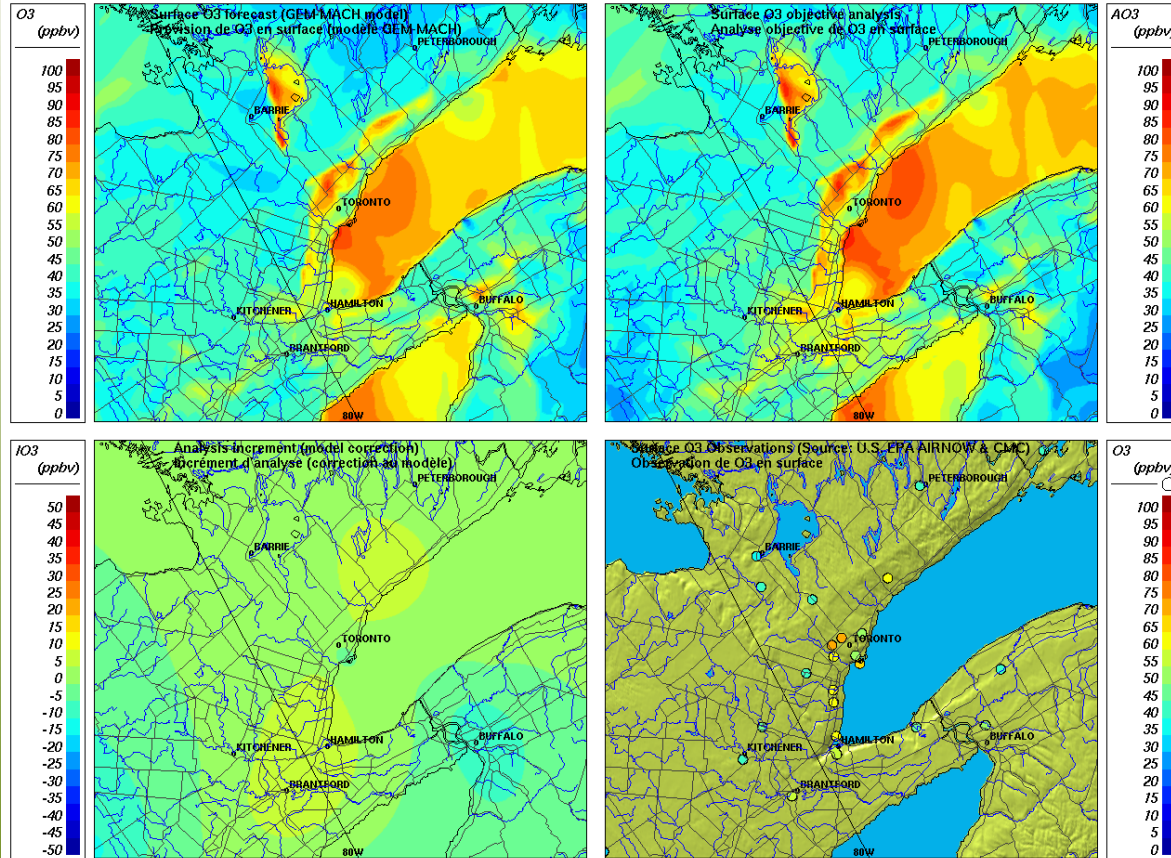 O3
(ppbv)
100
95
90
85
80
75
70
65
60
55
50
45
40
35
30
25
20
15
10
5
0
Surface O3 forecast (GEM-MACH model)
Prévision de O3 en surface (modèle GEM-MACH)
PETERBOROUGH
BARRIE
TORONTO
KITCHENER
HAMILTON
BUFFALO
BRANTFORD
80W
Surface O3 objective analysis
Analyse objective de O3 en surface
PETERBOROUGH
BARRIE
TORONTO
KITCHENER
HAMILTON
BUFFALO
BRANTFORD
80W
AO3
(ppbv)
100
95
90
85
80
75
70
65
60
55
50
45
40
35
30
25
20
15
10
5
0
IO3
(ppbv)
50
45
40
35
30
25
20
15
10
5
0
-5
-10
-15
-20
-25
-30
-35
-40
-45
-50
Analysis increment (model correction)
Incrément d'analyse (correction au modèle)
PETERBOROUGH
BARRIE
TORONTO
KITCHENER
HAMILTON
BUFFALO
BRANTFORD
80W
Surface O3 Observations (Source: U.S. EPA AIRNOW & CMC)
Observation de O3 en surface
PETERBOROUGH
BARRIE
TORONTO
KITCHENER
HAMILTON
BUFFALO
BRANTFORD
80W
O3
(ppbv)
100
95
90
85
80
75
70
65
60
55
50
45
40
35
30
25
20
15
10
5
0